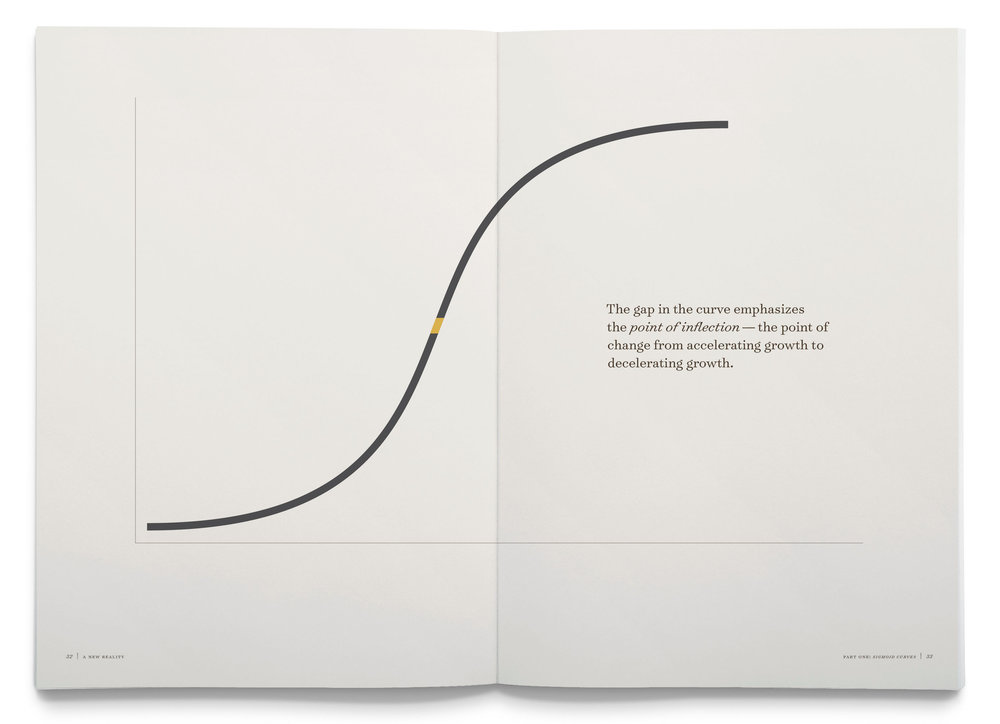 The gap in the curve emphasizes
the point of inflection — the point of
change from accelerating growth to
decelerating growth.
32 | A NEW REALITY
PART ONE: SIGMOID CURVES | 33